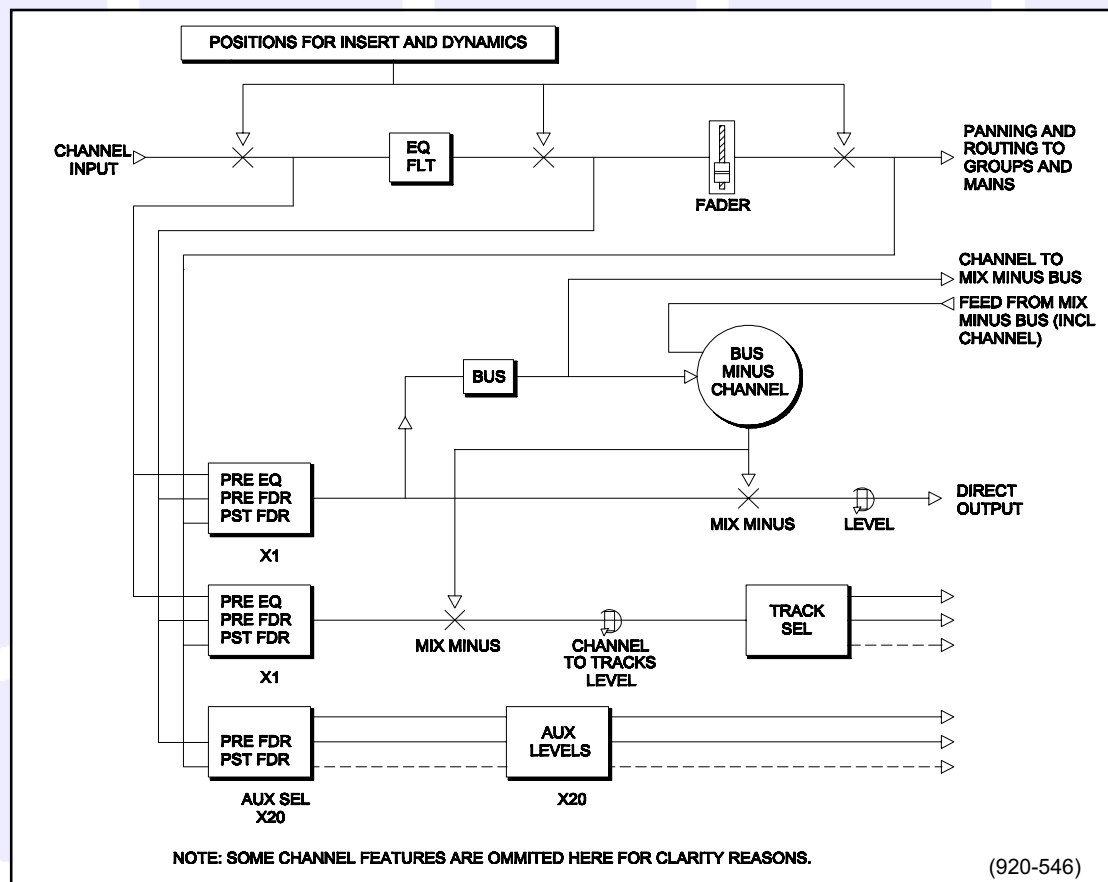 POSITIONS FOR INSERT AND DYNAMICS
CHANNEL
INPUT
EQ
FLT
FADER
PANNING AND
ROUTING TO
GROUPS AND
MAINS
CHANNEL TO
MIX MINUS BUS
FEED FROM MIX
MINUS BUS (INCL
CHANNEL)
BUS
BUS
MINUS
CHANNEL
PRE EQ
PRE FDR
PST FDR
X1
MIX MINUS
LEVEL
DIRECT
OUTPUT
PRE EQ
PRE FDR
PST FDR
X1
MIX MINUS
CHANNEL
TO TRACKS
LEVEL
TRACK
SEL
PRE FDR
PST FDR
AUX SEL
X20
AUX
LEVELS
X20
NOTE: SOME CHANNEL FEATURES ARE OMMITED HERE FOR CLARITY REASONS.
(920-546)